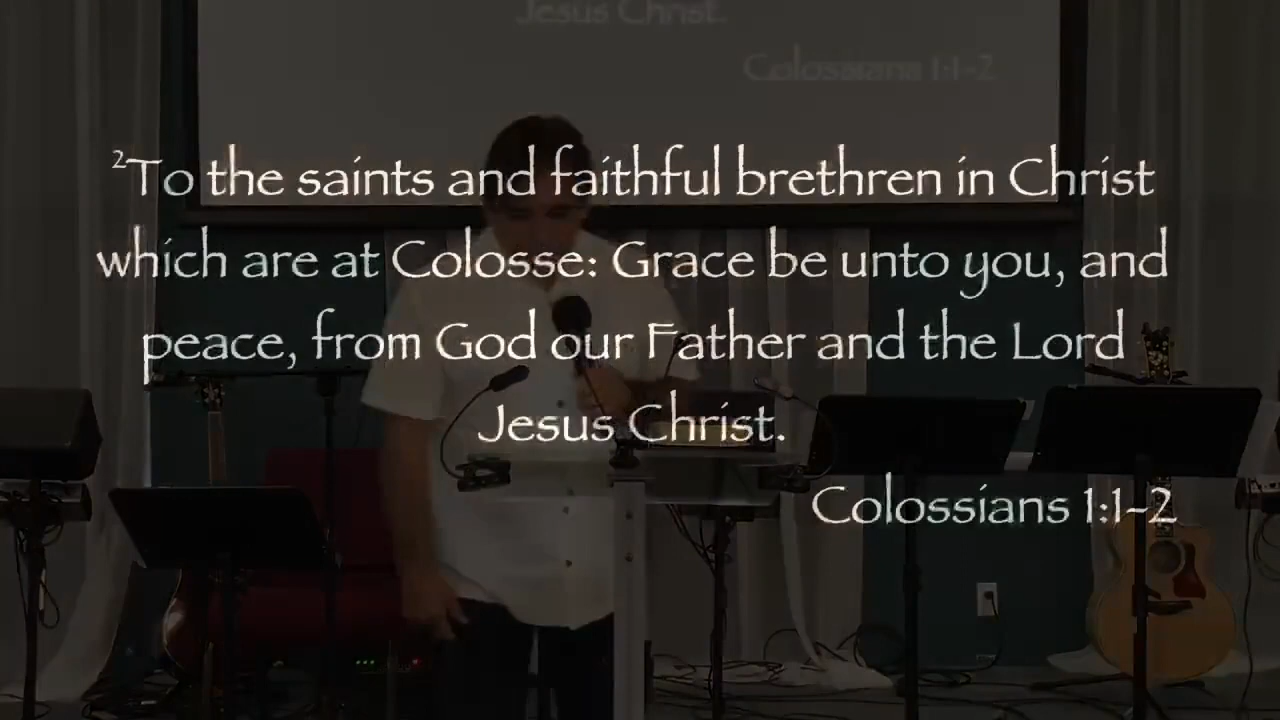 Jesus Christ.
Colossians 1:1-2
²To the saints and faithful brethren in Christ
which are at Colosse: Grace be unto you, and
peace, from God our Father and the Lord
Jesus Christ.
Colossians 1:1-2